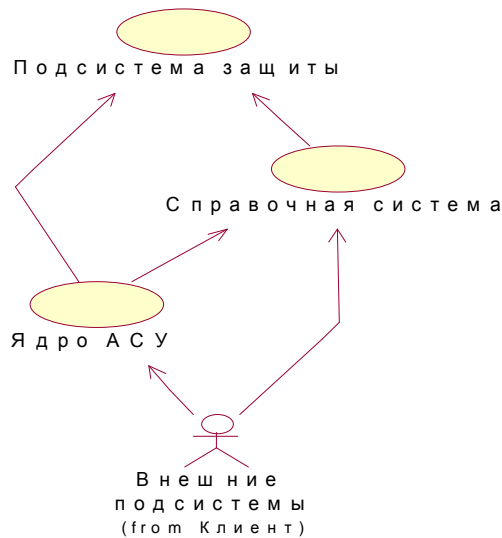 Подсистема защиты
Справочная система
Ядро АСУ
Внешние
подсистемы
(from Клиент)